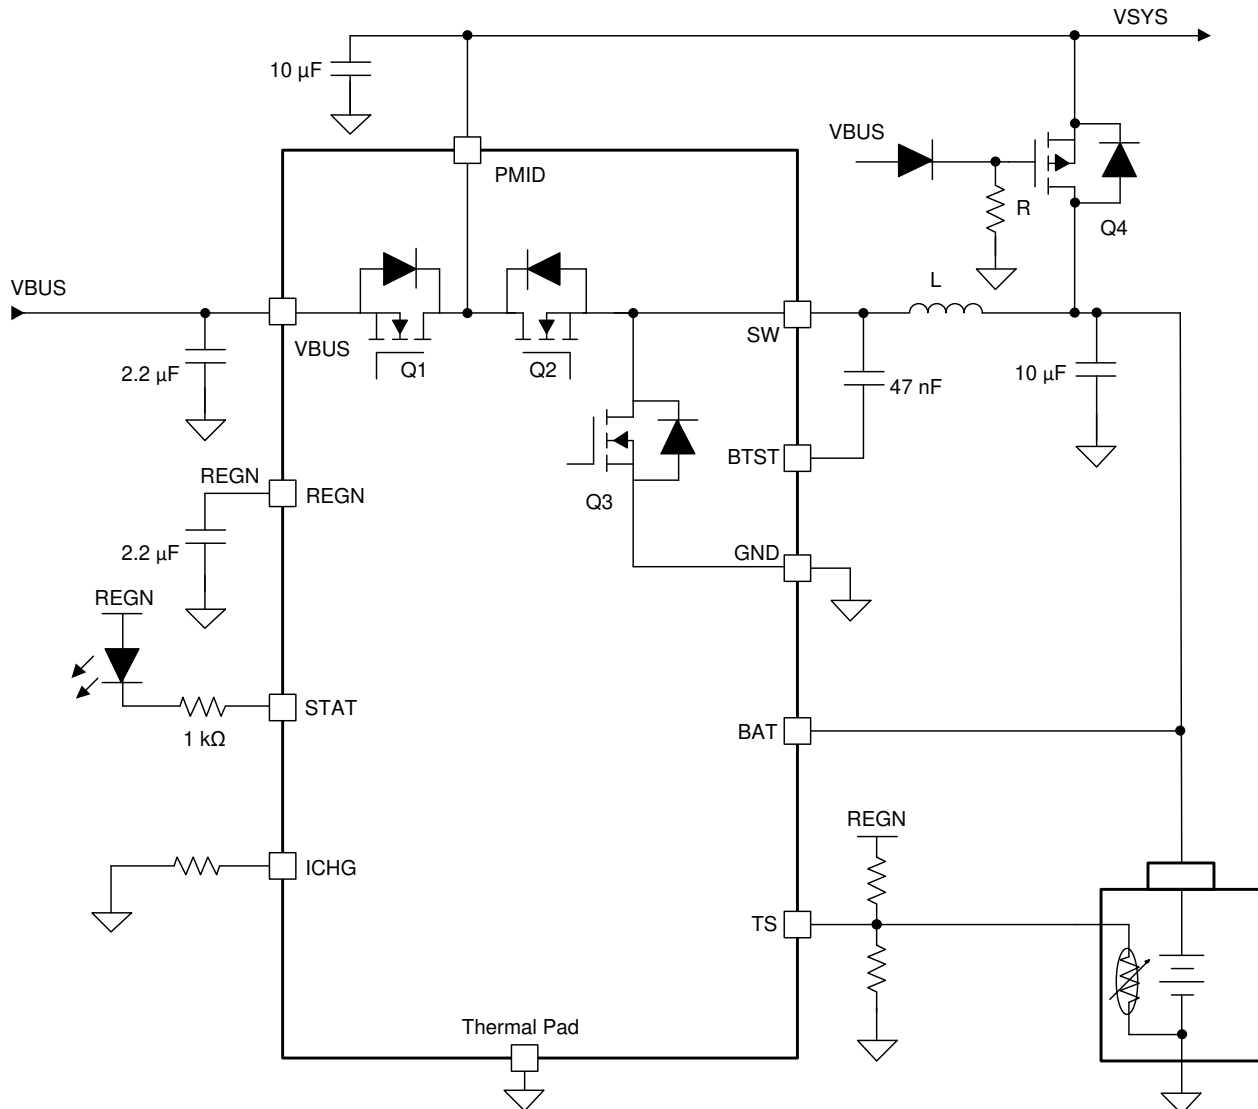 VSYS
10 µF
VBUS
PMID
R
Q4
VBUS
L
VBUS
SW
Q1
Q2
2.2 µF
10 µF
47 nF
BTST
REGN
REGN
Q3
2.2 µF
GND
REGN
STAT
1 kΩ
BAT
REGN
ICHG
TS
Thermal Pad